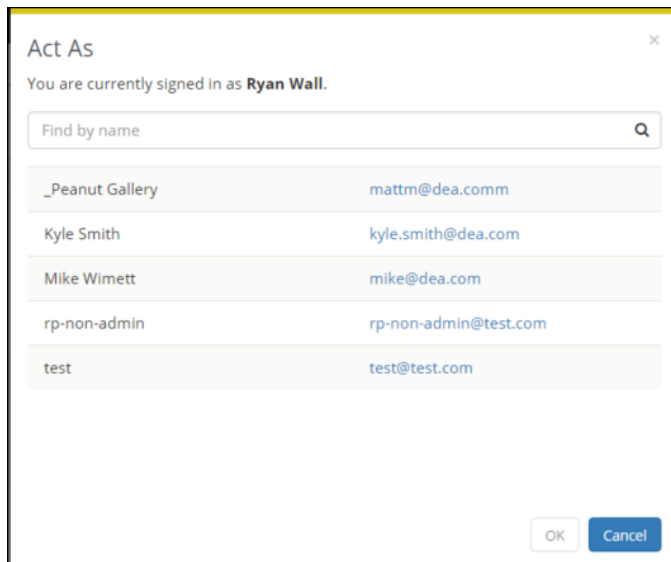 Act As
×
You are currently signed in as Ryan Wall.
Find by name
_Peanut Gallery mattm@dea.comm
Kyle Smith kyle.smith@dea.com
Mike Wimett mike@dea.com
rp-non-admin rp-non-admin@test.com
test test@test.com
OK Cancel